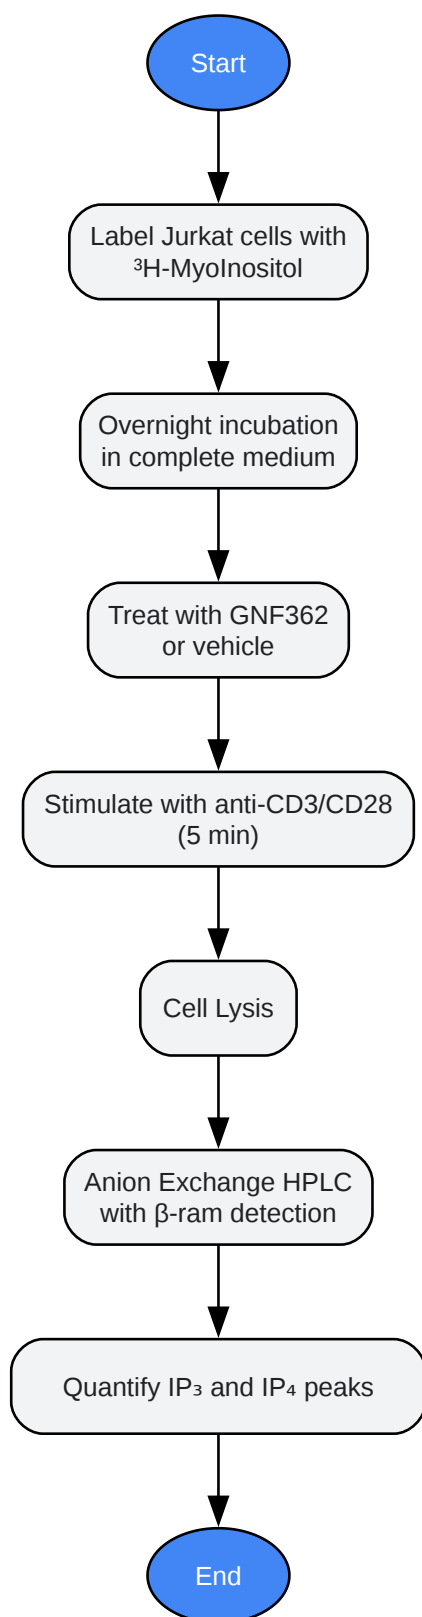 Start
Label Jurkat cells with
³H-MyoInositol
Overnight incubation
in complete medium
Treat with GNF362
or vehicle
Stimulate with anti-CD3/CD28
(5 min)
Cell Lysis
Anion Exchange HPLC
with β-ram detection
Quantify IP₃ and IP₄ peaks
End